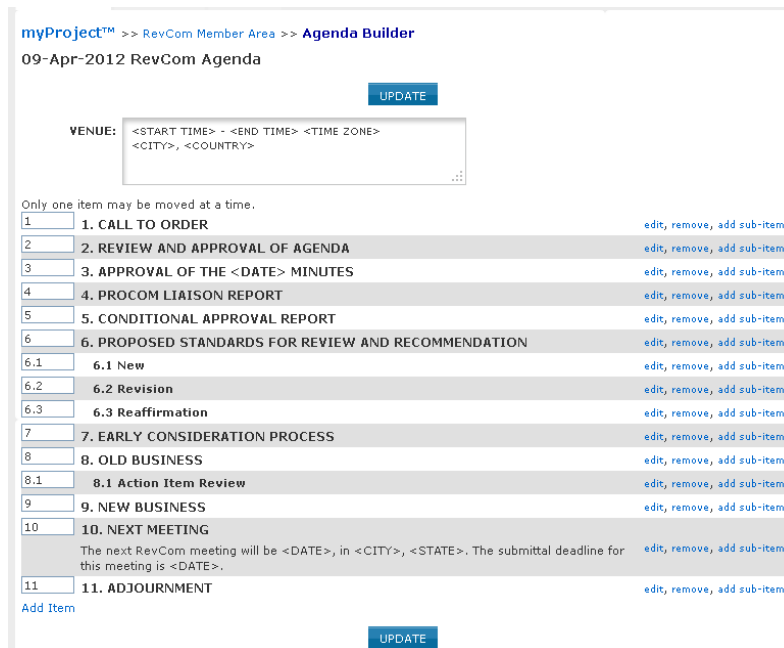 myProject™ >> RevCom Member Area >> Agenda Builder
09-Apr-2012 RevCom Agenda
UPDATE
VENUE: <START TIME> - <END TIME> <TIME ZONE>
<CITY>, <COUNTRY>
Only one item may be moved at a time.
1 1. CALL TO ORDER edit, remove, add sub-item
2 2. REVIEW AND APPROVAL OF AGENDA edit, remove, add sub-item
3 3. APPROVAL OF THE <DATE> MINUTES edit, remove, add sub-item
4 4. PROCOM LIAISON REPORT edit, remove, add sub-item
5 5. CONDITIONAL APPROVAL REPORT edit, remove, add sub-item
6 6. PROPOSED STANDARDS FOR REVIEW AND RECOMMENDATION edit, remove, add sub-item
6.1 6.1 New edit, remove, add sub-item
6.2 6.2 Revision edit, remove, add sub-item
6.3 6.3 Reaffirmation edit, remove, add sub-item
7 7. EARLY CONSIDERATION PROCESS edit, remove, add sub-item
8 8. OLD BUSINESS edit, remove, add sub-item
8.1 8.1 Action Item Review edit, remove, add sub-item
9 9. NEW BUSINESS edit, remove, add sub-item
10 10. NEXT MEETING
The next RevCom meeting will be <DATE>, in <CITY>, <STATE>. The submittal deadline for edit, remove, add sub-item
this meeting is <DATE>.
11 11. ADJOURNMENT edit, remove, add sub-item
Add Item
UPDATE